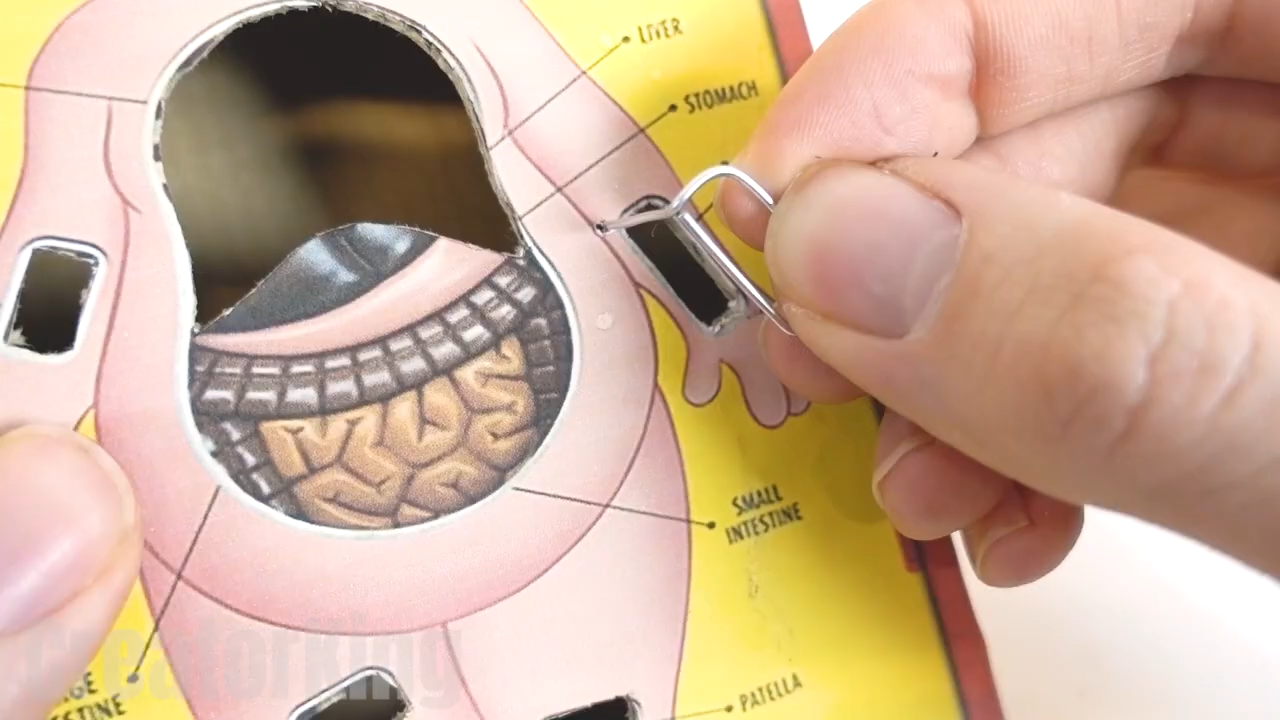 LIVER
STOMACH
SMALL
INTESTINE
PATELLA
GE
ESTINE
creatorking